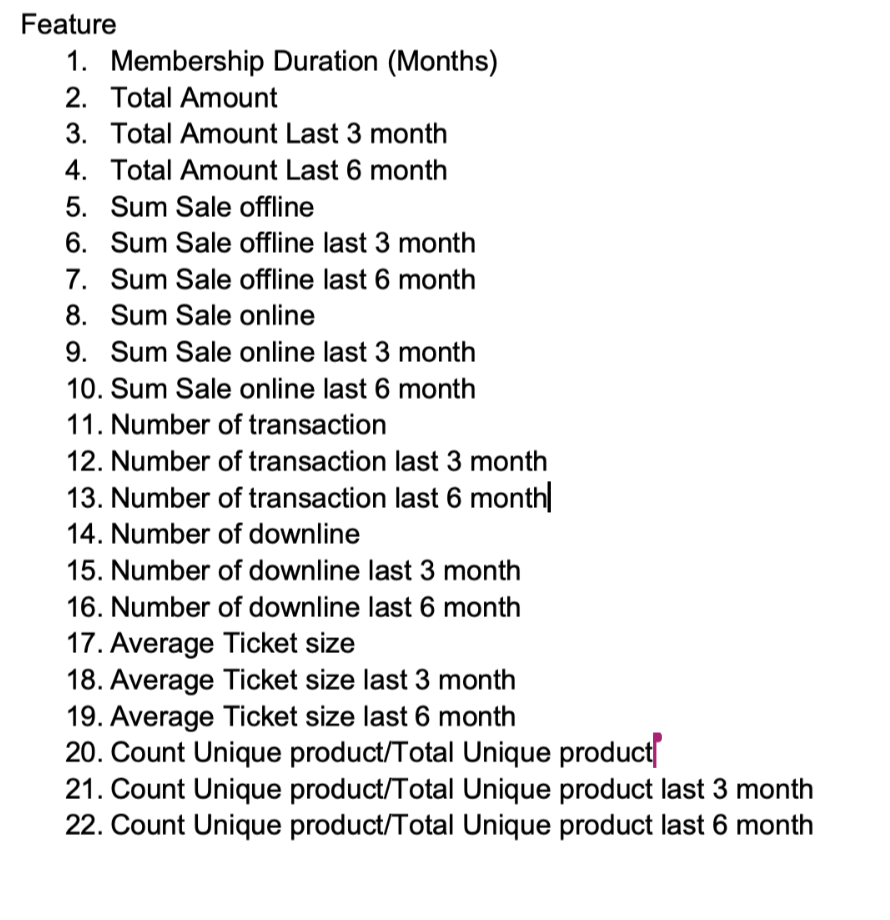 Feature
1. Membership Duration (Months)
2. Total Amount
3. Total Amount Last 3 month
4. Total Amount Last 6 month
5. Sum Sale offline
6. Sum Sale offline last 3 month
7. Sum Sale offline last 6 month
8. Sum Sale online
9. Sum Sale online last 3 month
10. Sum Sale online last 6 month
11. Number of transaction
12. Number of transaction last 3 month
13. Number of transaction last 6 month
14. Number of downline
15. Number of downline last 3 month
16. Number of downline last 6 month
17. Average Ticket size
18. Average Ticket size last 3 month
19. Average Ticket size last 6 month
20. Count Unique product/Total Unique product
21. Count Unique product/Total Unique product last 3 month
22. Count Unique product/Total Unique product last 6 month